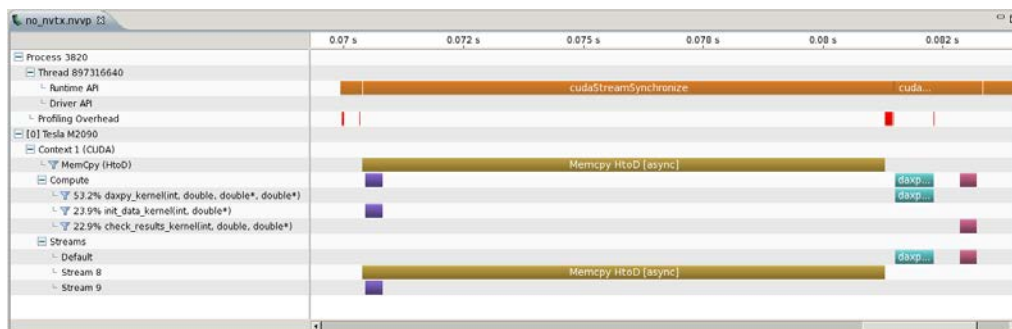 no_nvtx.nvvp
0.07 s 0.072 s 0.075 s 0.078 s 0.08 s 0.082 s
Process 3820
Thread 897316640
Runtime API cudaStreamSynchronize cuda...
Driver API
Profiling Overhead
[0] Tesla M2090
Context 1 (CUDA)
MemCpy (HtoD) Memcpy HtoD [async]
Compute daxp...
53.2% daxpy_kernel(int, double, double*, double*) daxp...
23.9% init_data_kernel(int, double*)
22.9% check_results_kernel(int, double, double*)
Streams
Default daxp...
Stream 8 Memcpy HtoD [async]
Stream 9